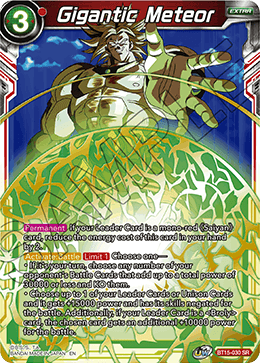 3
Gigantic Meteor
EXTRA
Permanent If your Leader Card is a mono-red ‹Saiyan›
card, reduce the energy cost of this card in your hand
by 2.
Activate:Battle Limit 1 Choose one—
• If it's your turn, choose any number of your
opponent's Battle Cards that add up to a total power of
30000 or less and KO them.
• Choose up to 1 of your Leader Cards or Unison Cards
and it gets +15000 power and has its skills negated for
the battle. Additionally, if your Leader Card is a ‹Broly›
card, the chosen card gets an additional +10000 power
for the battle.
BANDAI MADE IN JAPAN EN
BT15-030 SR